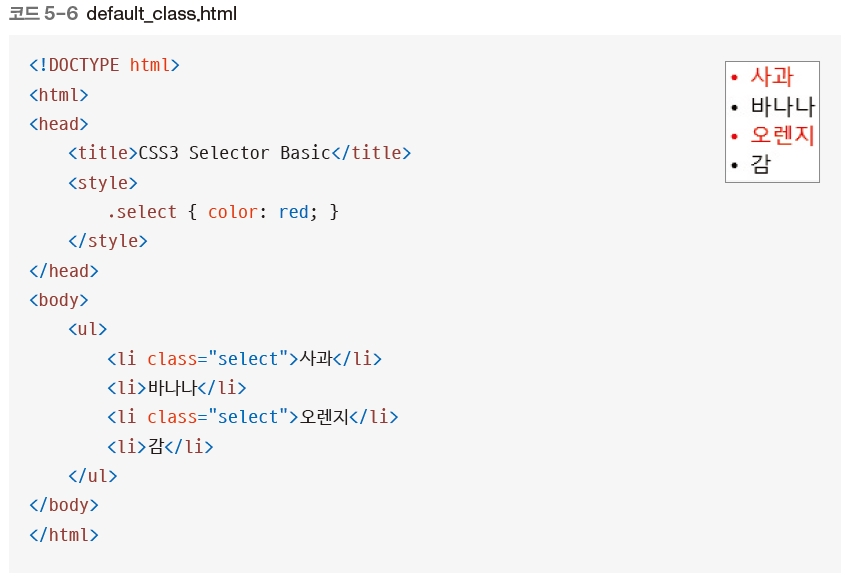 코드 5-6 default_class.html
<!DOCTYPE html>
<html>
<head>
    <title>CSS3 Selector Basic</title>
    <style>
        .select { color: red; }
    </style>
</head>
<body>
    <ul>
        <li class="select">사과</li>
        <li>바나나</li>
        <li class="select">오렌지</li>
        <li>감</li>
    </ul>
</body>
</html>
• 사과
• 바나나
• 오렌지
• 감